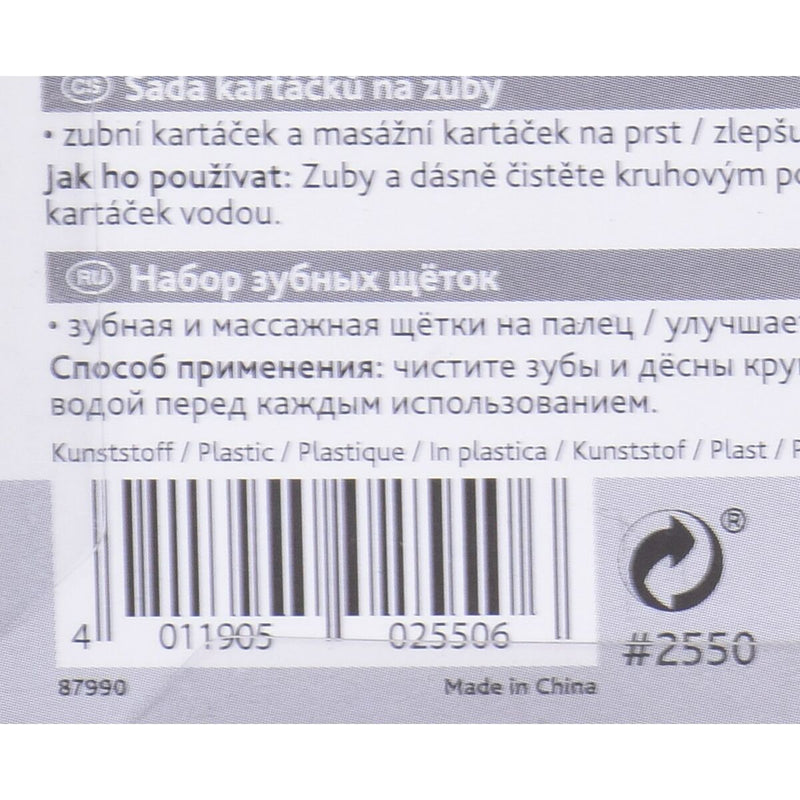 CS Sada kartáčků na zuby
• zubní kartáček a masážní kartáček na prst / zlepšu
Jak ho používat: Zuby a dásně čistěte kruhovým po
kartáček vodou.
RU Набор зубных щёток
• зубная и массажная щётки на палец / улучшает
Способ применения: чистите зубы и дёсны кру
водой перед каждым использованием.
Kunststoff / Plastic / Plastique / In plastica / Kunststof / Plast / P
®
4 011905 025506
#2550
87990 Made in China